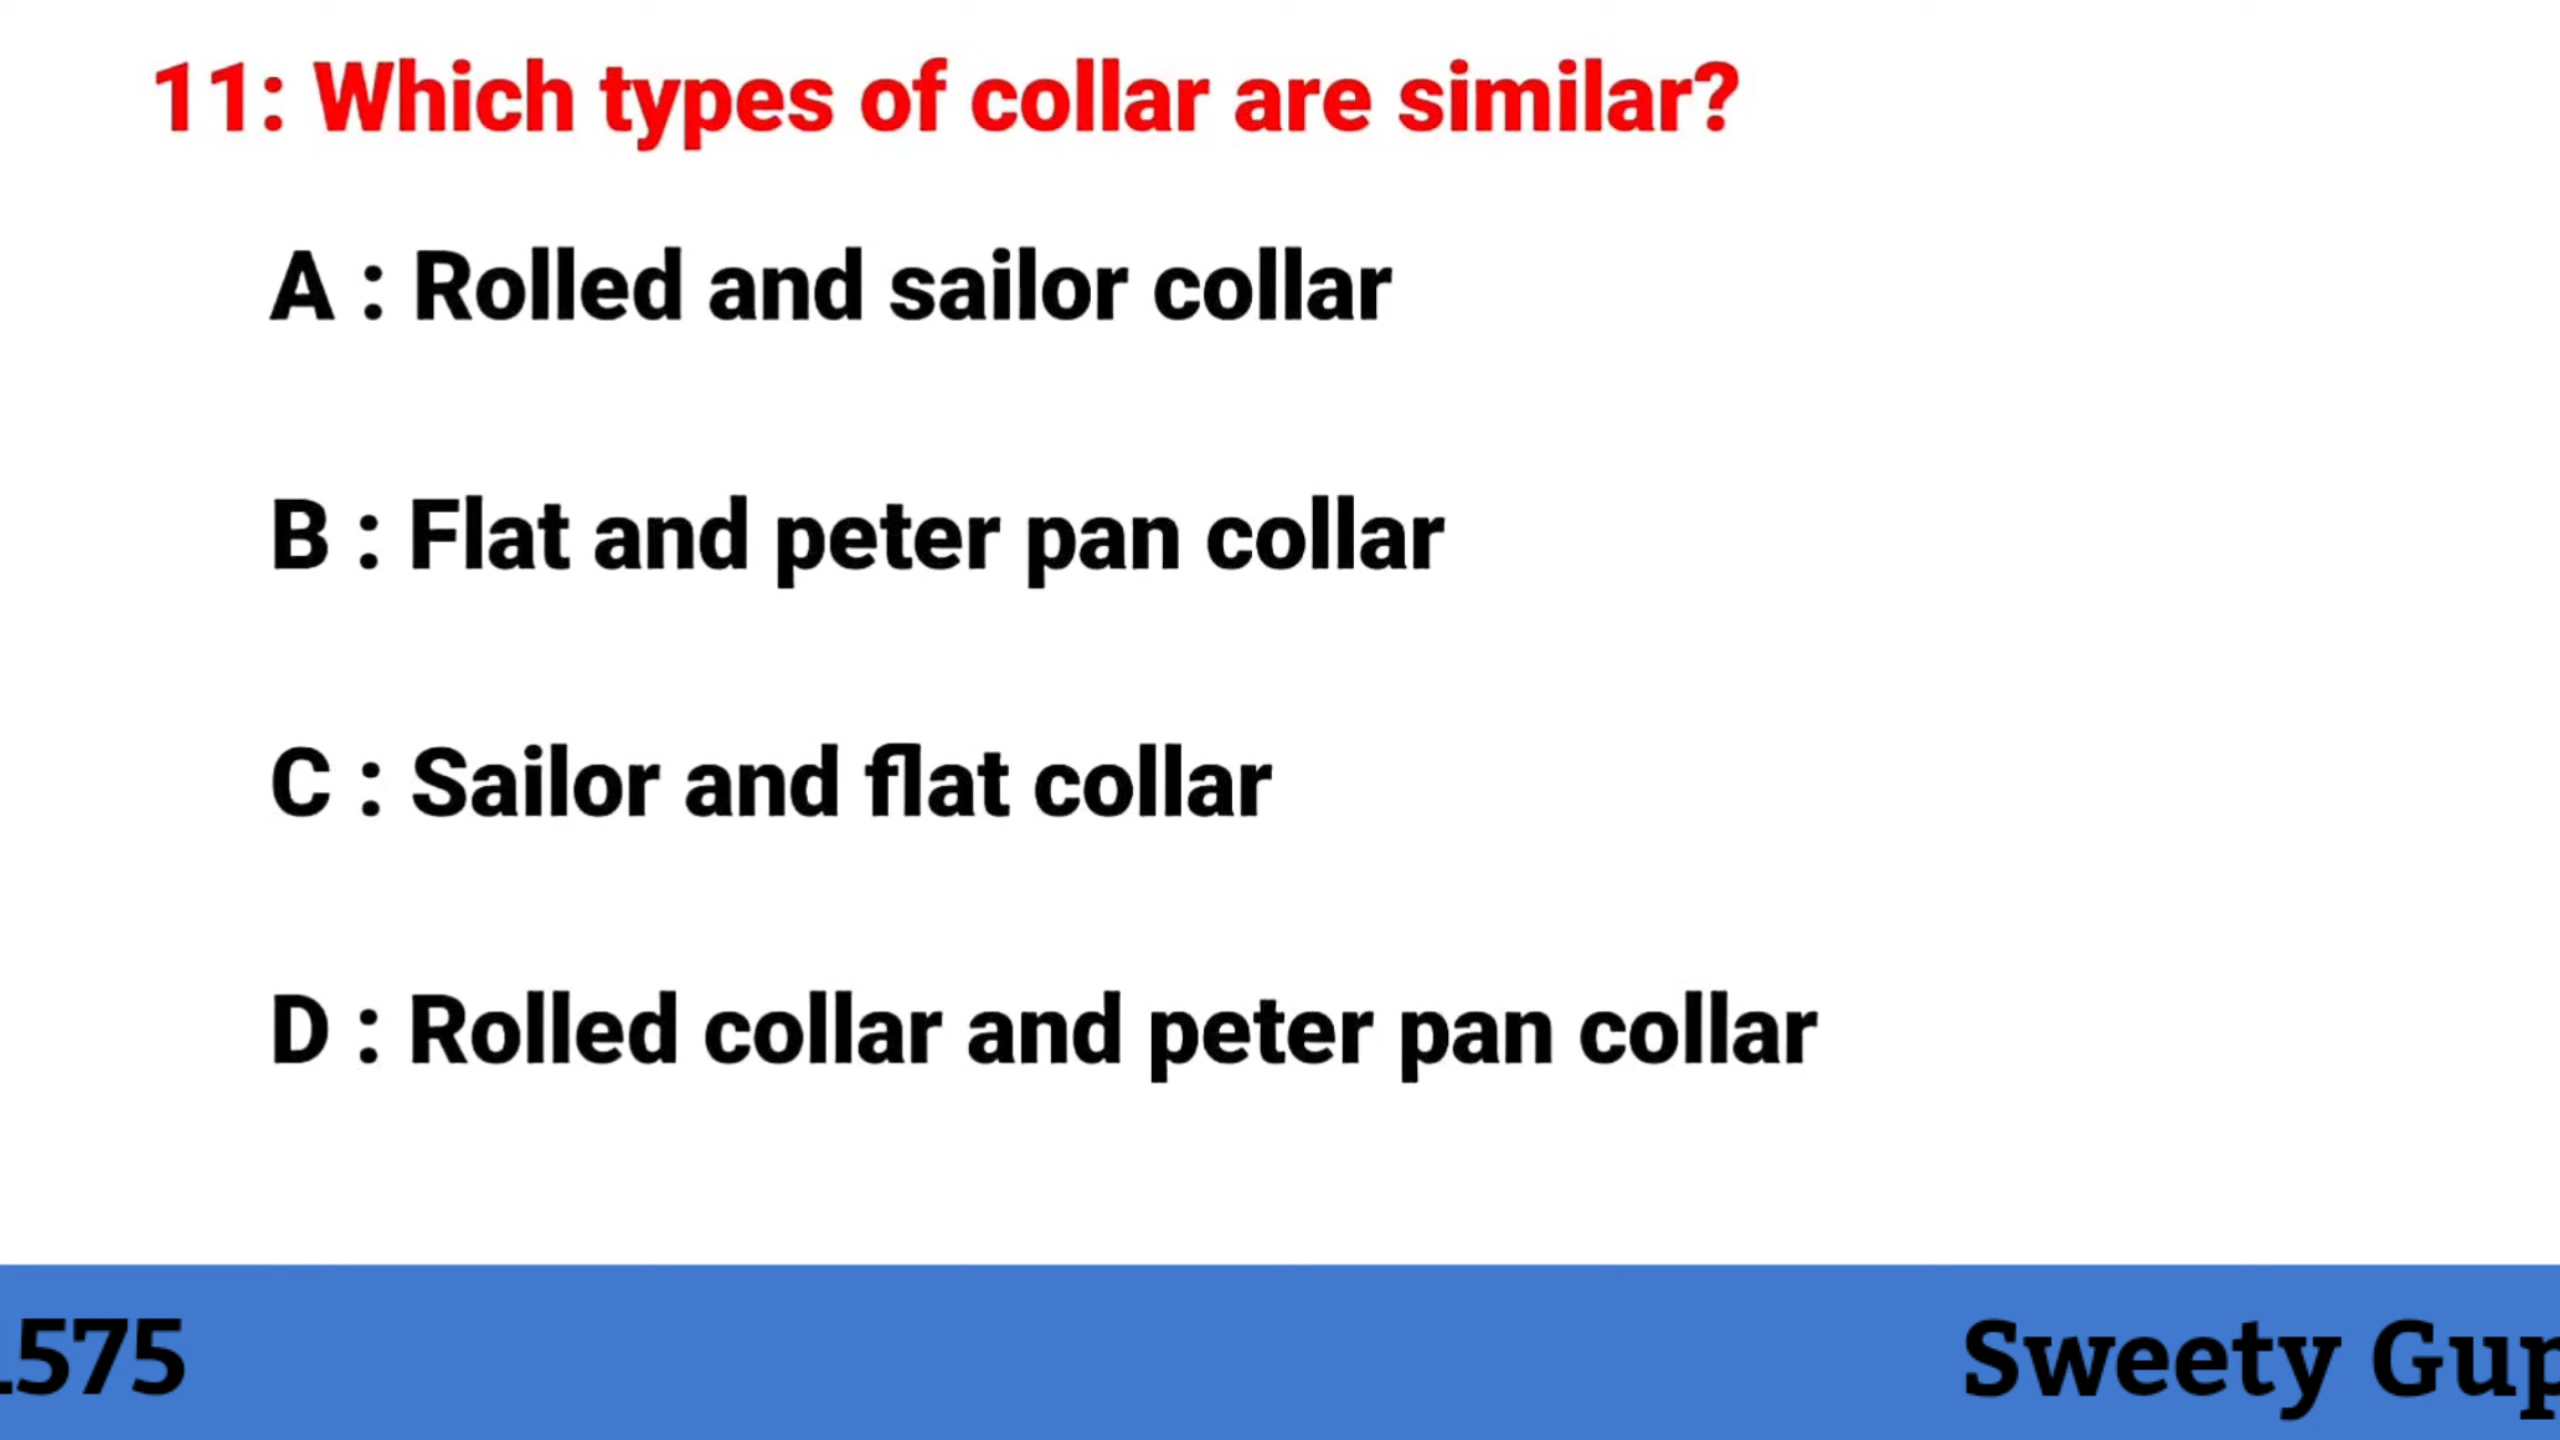 11: Which types of collar are similar?
A : Rolled and sailor collar
B : Flat and peter pan collar
C : Sailor and flat collar
D : Rolled collar and peter pan collar
575 Sweety